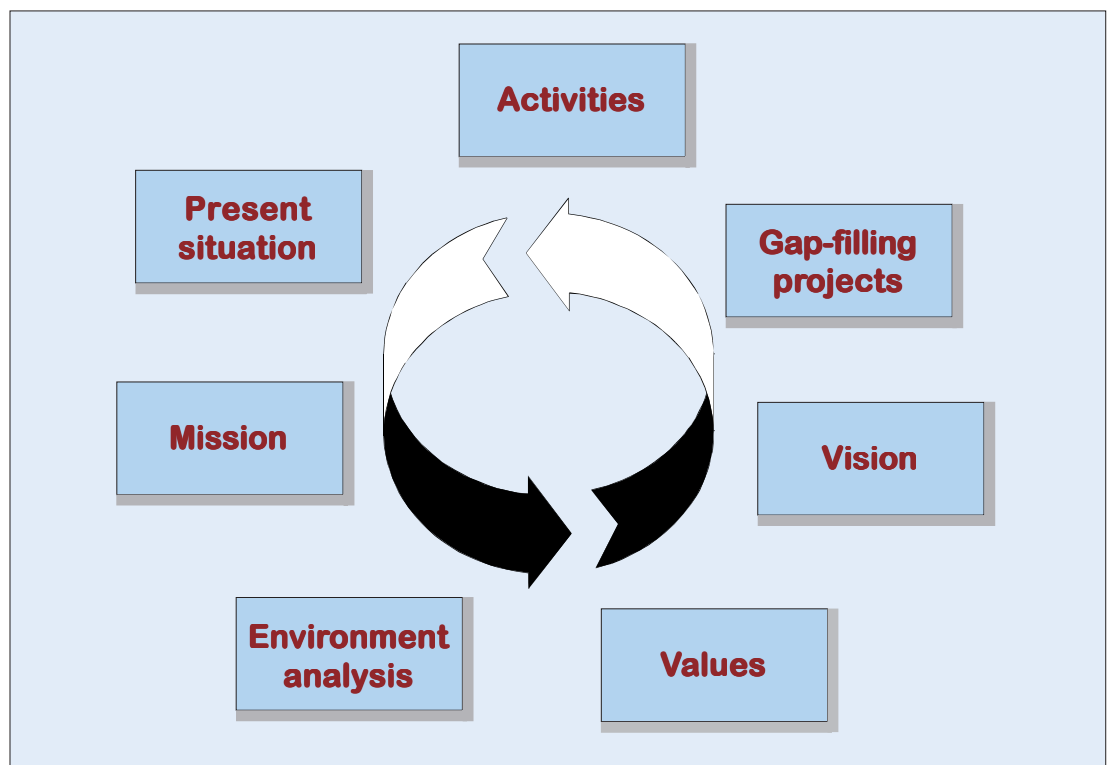 Activities
Present
situation
Gap-filling
projects
Mission
Vision
Environment
analysis
Values